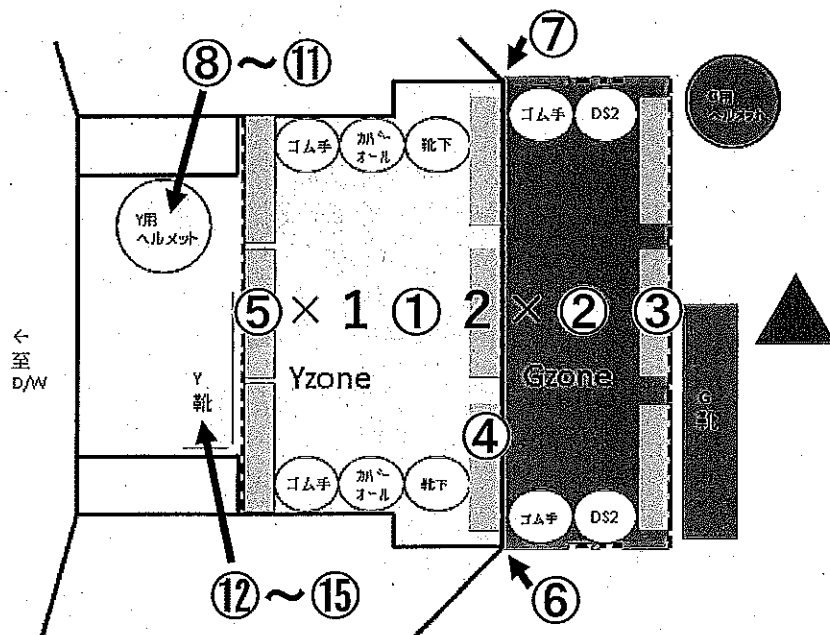 ⑧～⑪
⑦
G用
ヘルメット
ゴム手
カバー
オール
靴下
ゴム手
DS2
Y用
ヘルメット
⑤ × 1 ① 2 × ② ③
←
至
D/W
Yzone
Gzone
Y
靴
G
靴
④
ゴム手
カバー
オール
靴下
ゴム手
DS2
⑫～⑮
⑥